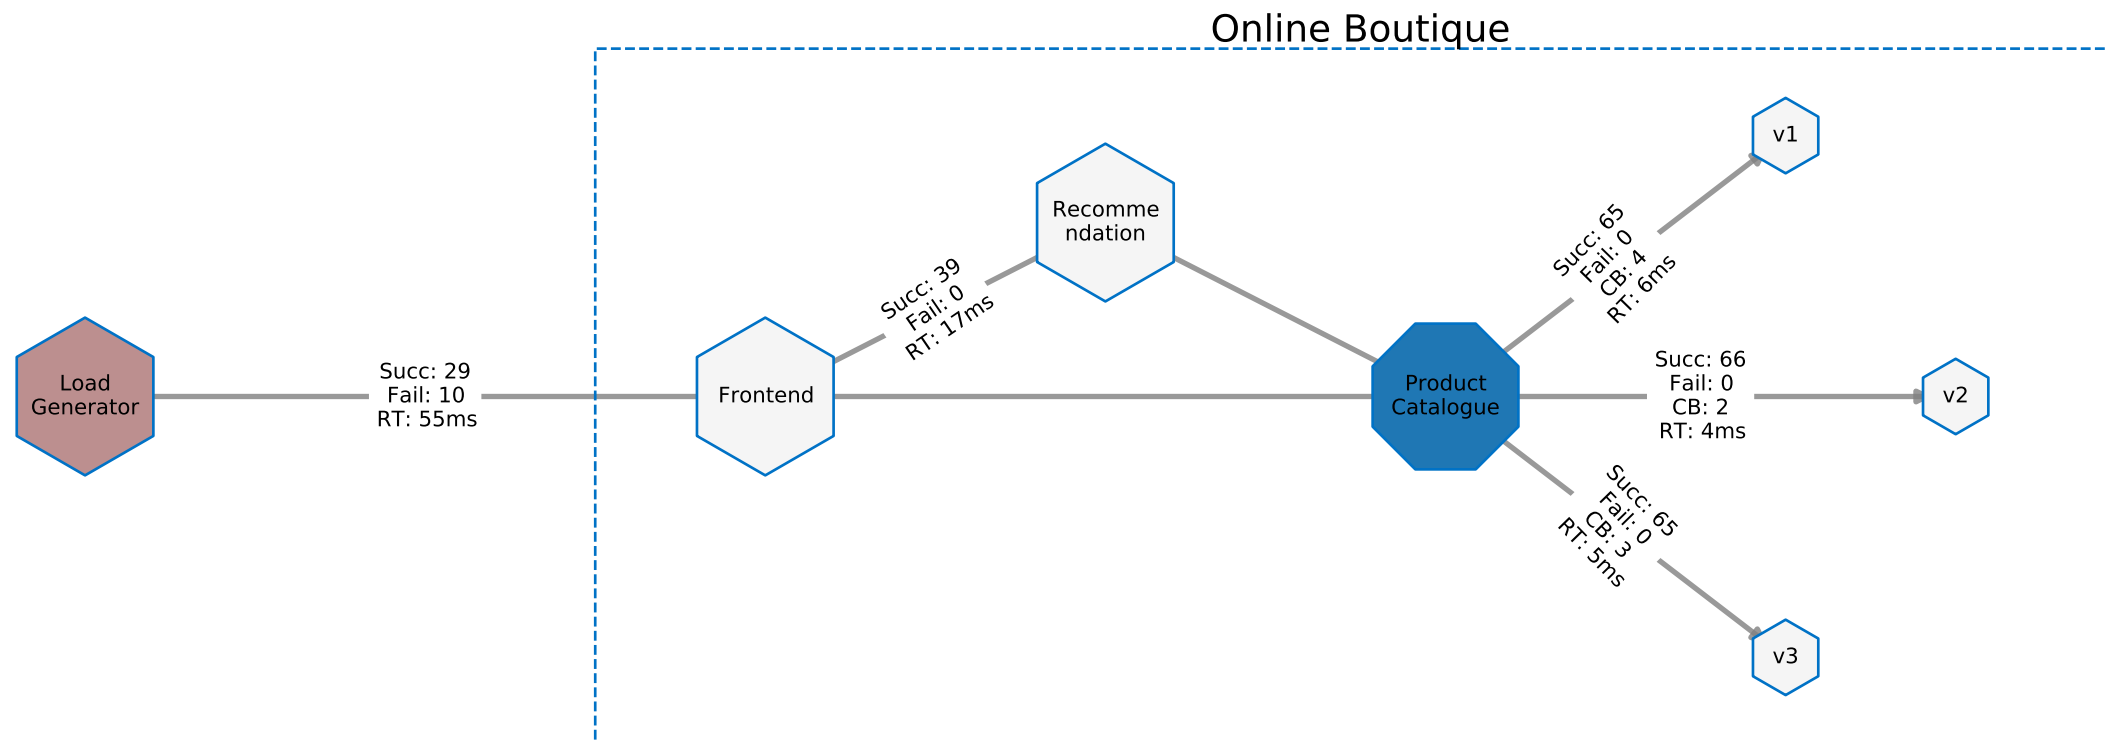 Online Boutique
Load
Generator
Succ: 29
Fail: 10
RT: 55ms
Frontend
Succ: 39
Fail: 0
RT: 17ms
Recomme
ndation
Product
Catalogue
Succ: 65
Fail: 0
CB: 4
RT: 6ms
v1
Succ: 66
Fail: 0
CB: 2
RT: 4ms
v2
Succ: 65
Fail: 0
CB: 3
RT: 5ms
v3